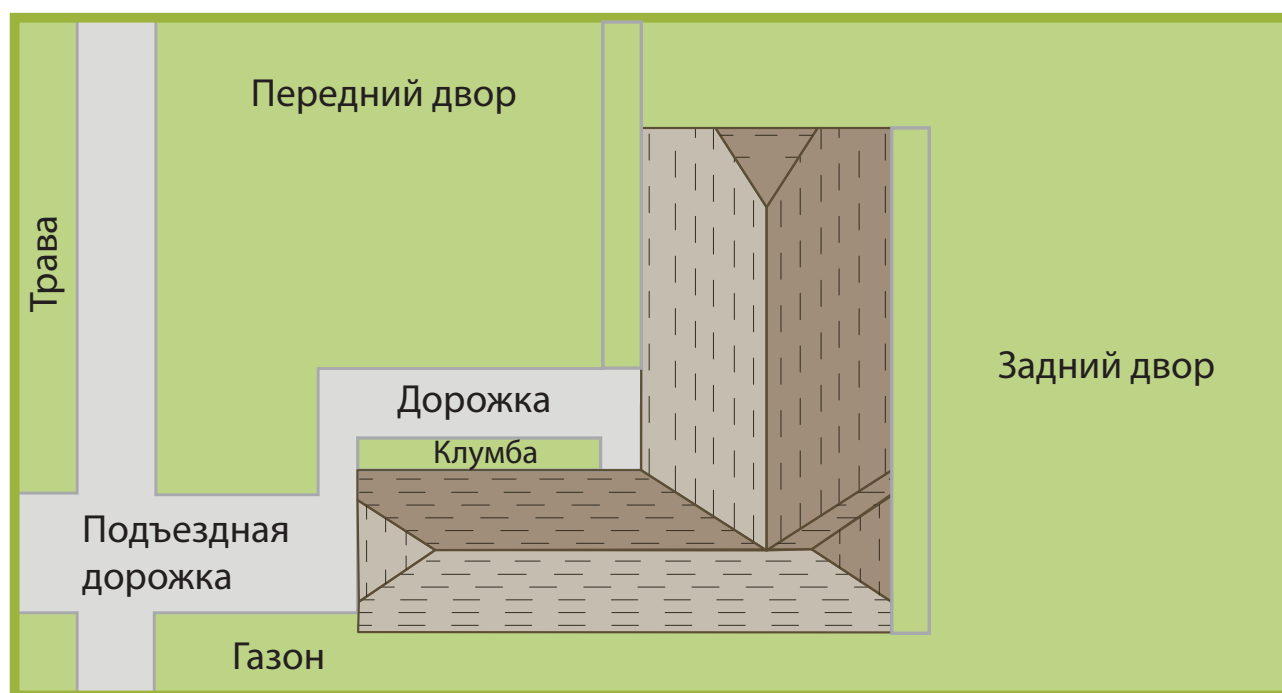 Передний двор
Трава
Задний двор
Дорожка
Клумба
Подъездная
дорожка
Газон